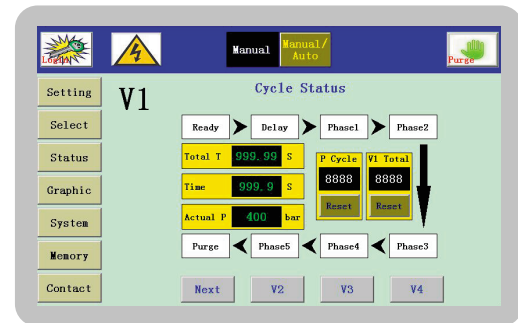 Login
Manual
Manual/
Auto
Purge
Setting
V1
Cycle Status
Select
Ready
Delay
Phase1
Phase2
Status
Total T 999.99 S
P Cycle
V1 Total
8888
8888
Graphic
Time 999.9 S
Reset
Reset
System
Actual P 400 bar
Memory
Purge
Phase5
Phase4
Phase3
Contact
Next
V2
V3
V4